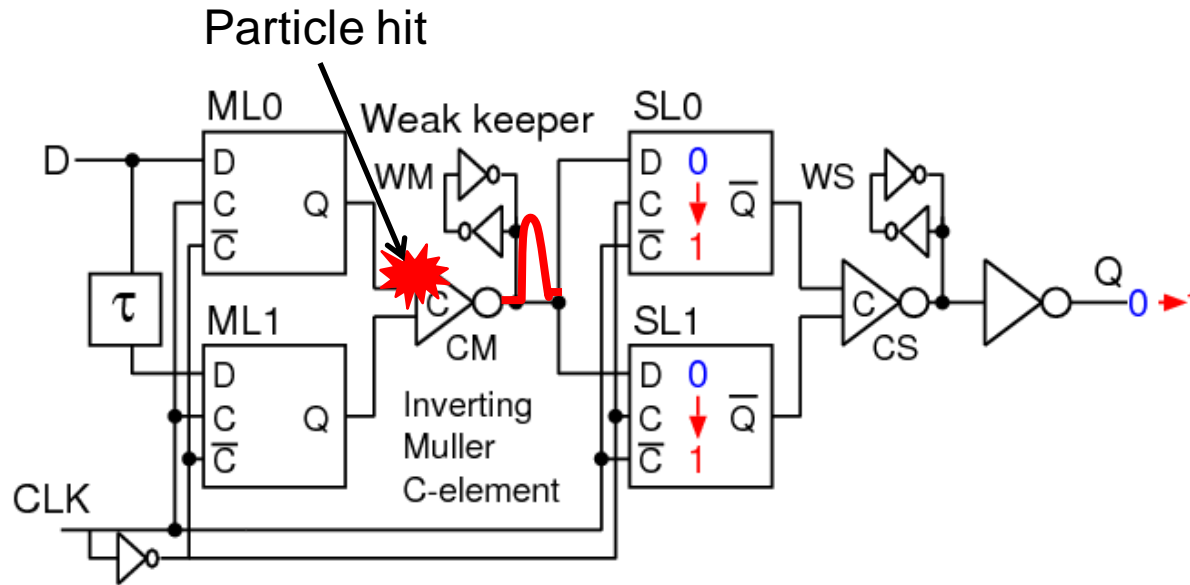 Particle hit
ML0
Weak keeper
SL0
D
D
C
C
Q
WM
D
C
C
0
1
Q
WS
τ
C
CM
C
CS
Q
0
ML1
D
C
C
Q
Inverting
Muller
C-element
SL1
D
C
C
0
1
Q
CLK